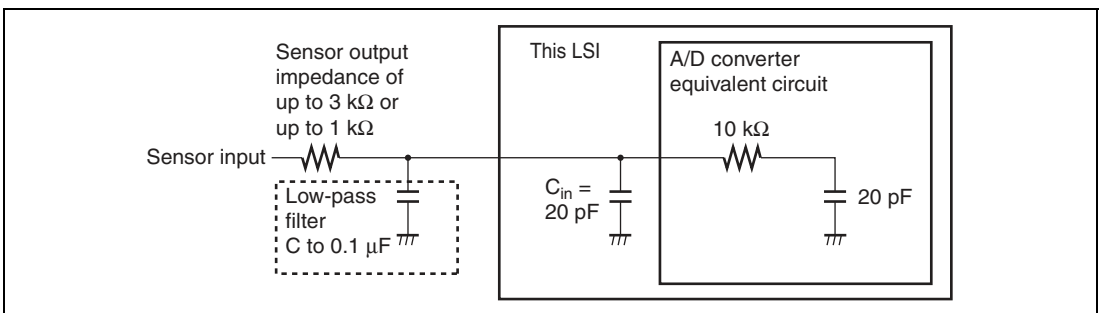 Sensor output
impedance of
up to 3 kΩ or
up to 1 kΩ
Sensor input
Low-pass
filter
C to 0.1 μF
This LSI
Cin =
20 pF
A/D converter
equivalent circuit
10 kΩ
20 pF